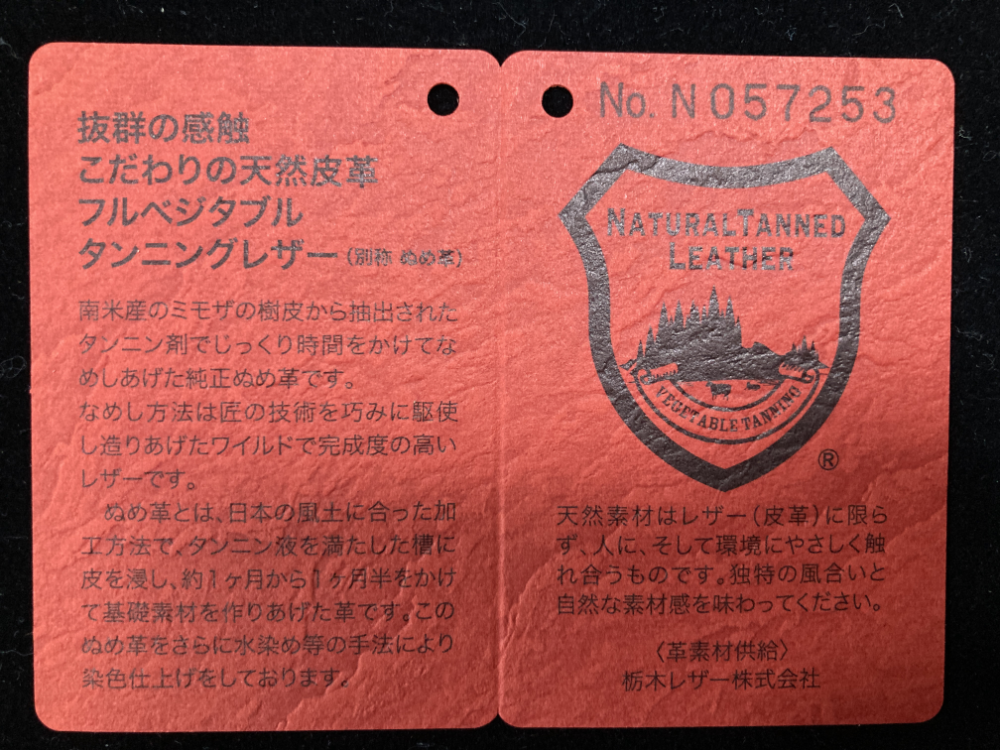 抜群の感触
こだわりの天然皮革
フルベジタブル
タンニングレザー(別称 ぬめ革)
南米産のミモザの樹皮から抽出された
タンニン剤でじっくり時間をかけてな
めしあげた純正ぬめ革です。
なめし方法は匠の技術を巧みに駆使
し造りあげたワイルドで完成度の高い
レザーです。
ぬめ革とは、日本の風土に合った加
工方法で、タンニン液を満たした槽に
皮を浸し、約1ヶ月から1ヶ月半をかけ
て基礎素材を作りあげた革です。この
ぬめ革をさらに水染め等の手法により
染色仕上げをしております。
No. N057253
NATURAL TANNED
LEATHER
VEGETABLE TANNING
®
天然素材はレザー(皮革)に限ら
ず、人に、そして環境にやさしく触
れ合うものです。独特の風合いと
自然な素材感を味わってください。
〈革素材供給〉
栃木レザー株式会社